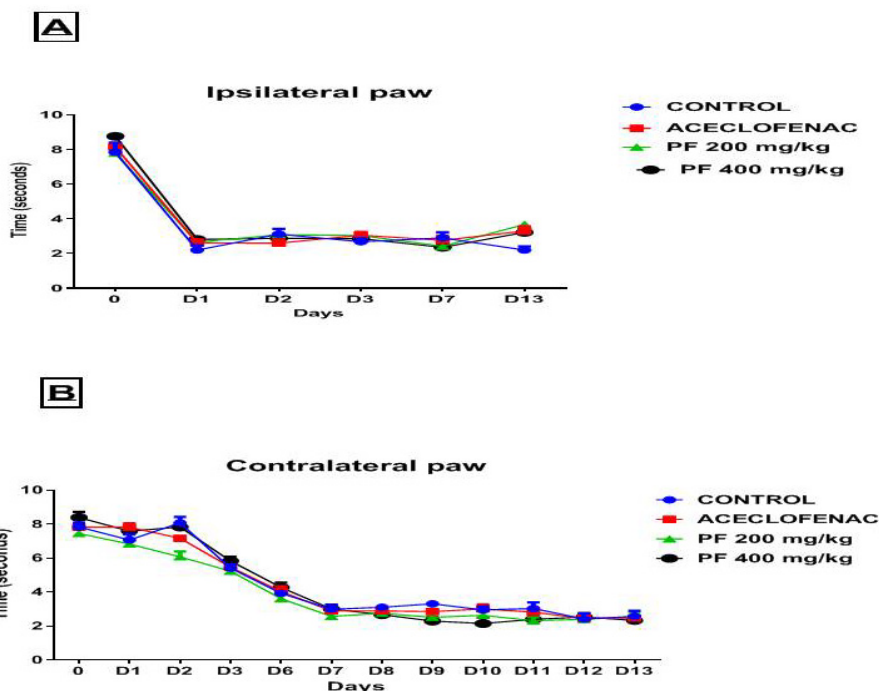 A
Ipsilateral paw
10
8
6
4
2
0
Time (seconds)
0 D1 D2 D3 D7 D13
Days
CONTROL
ACECLOFENAC
PF 200 mg/kg
PF 400 mg/kg
B
Contralateral paw
10
8
6
4
2
0
Time (seconds)
0 D1 D2 D3 D6 D7 D8 D9 D10 D11 D12 D13
Days
CONTROL
ACECLOFENAC
PF 200 mg/kg
PF 400 mg/kg